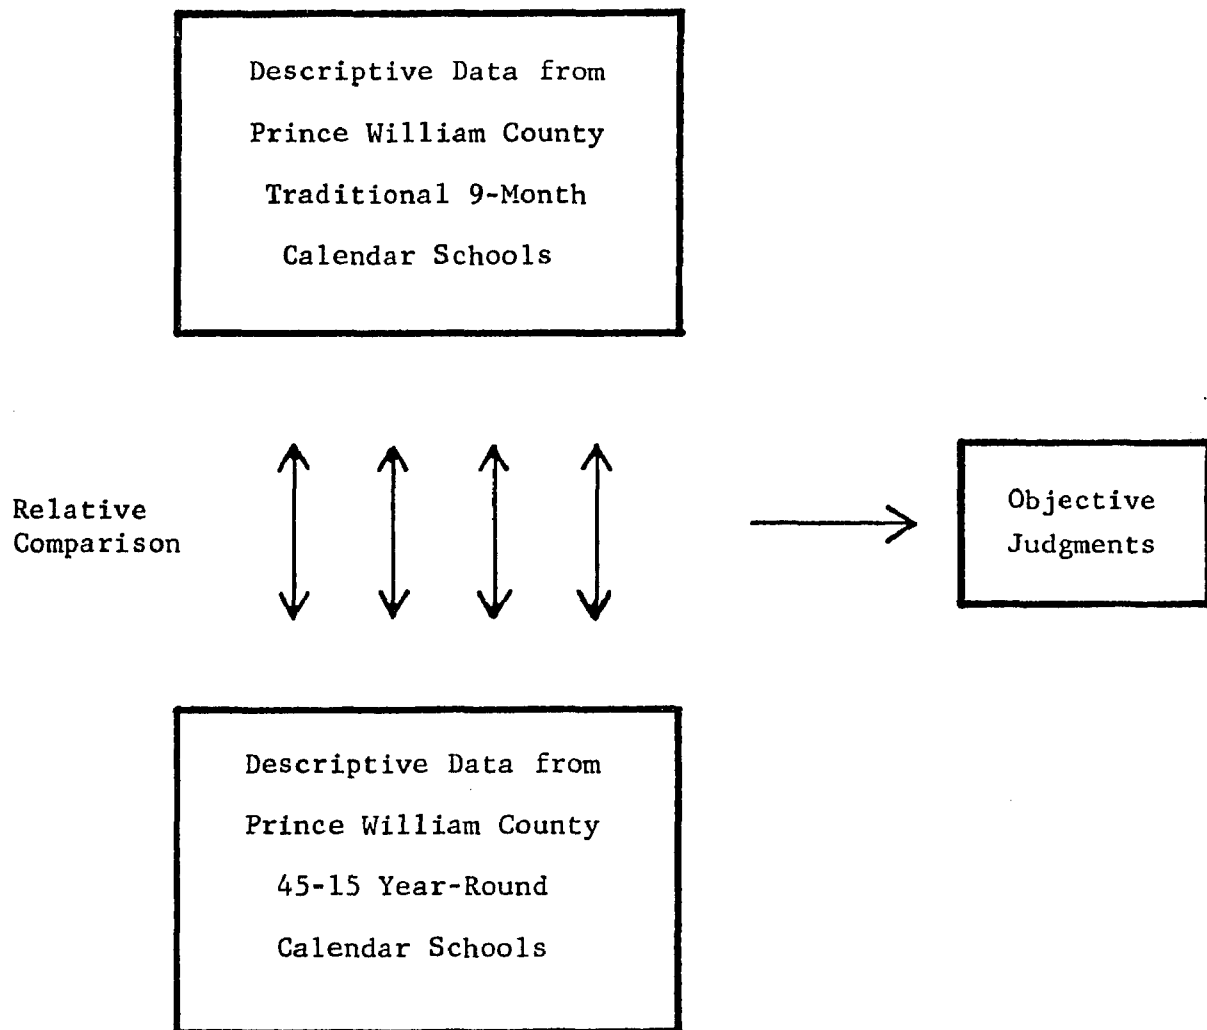 Descriptive Data from
Prince William County
Traditional 9-Month
Calendar Schools
Relative
Comparison
Objective
Judgments
Descriptive Data from
Prince William County
45-15 Year-Round
Calendar Schools